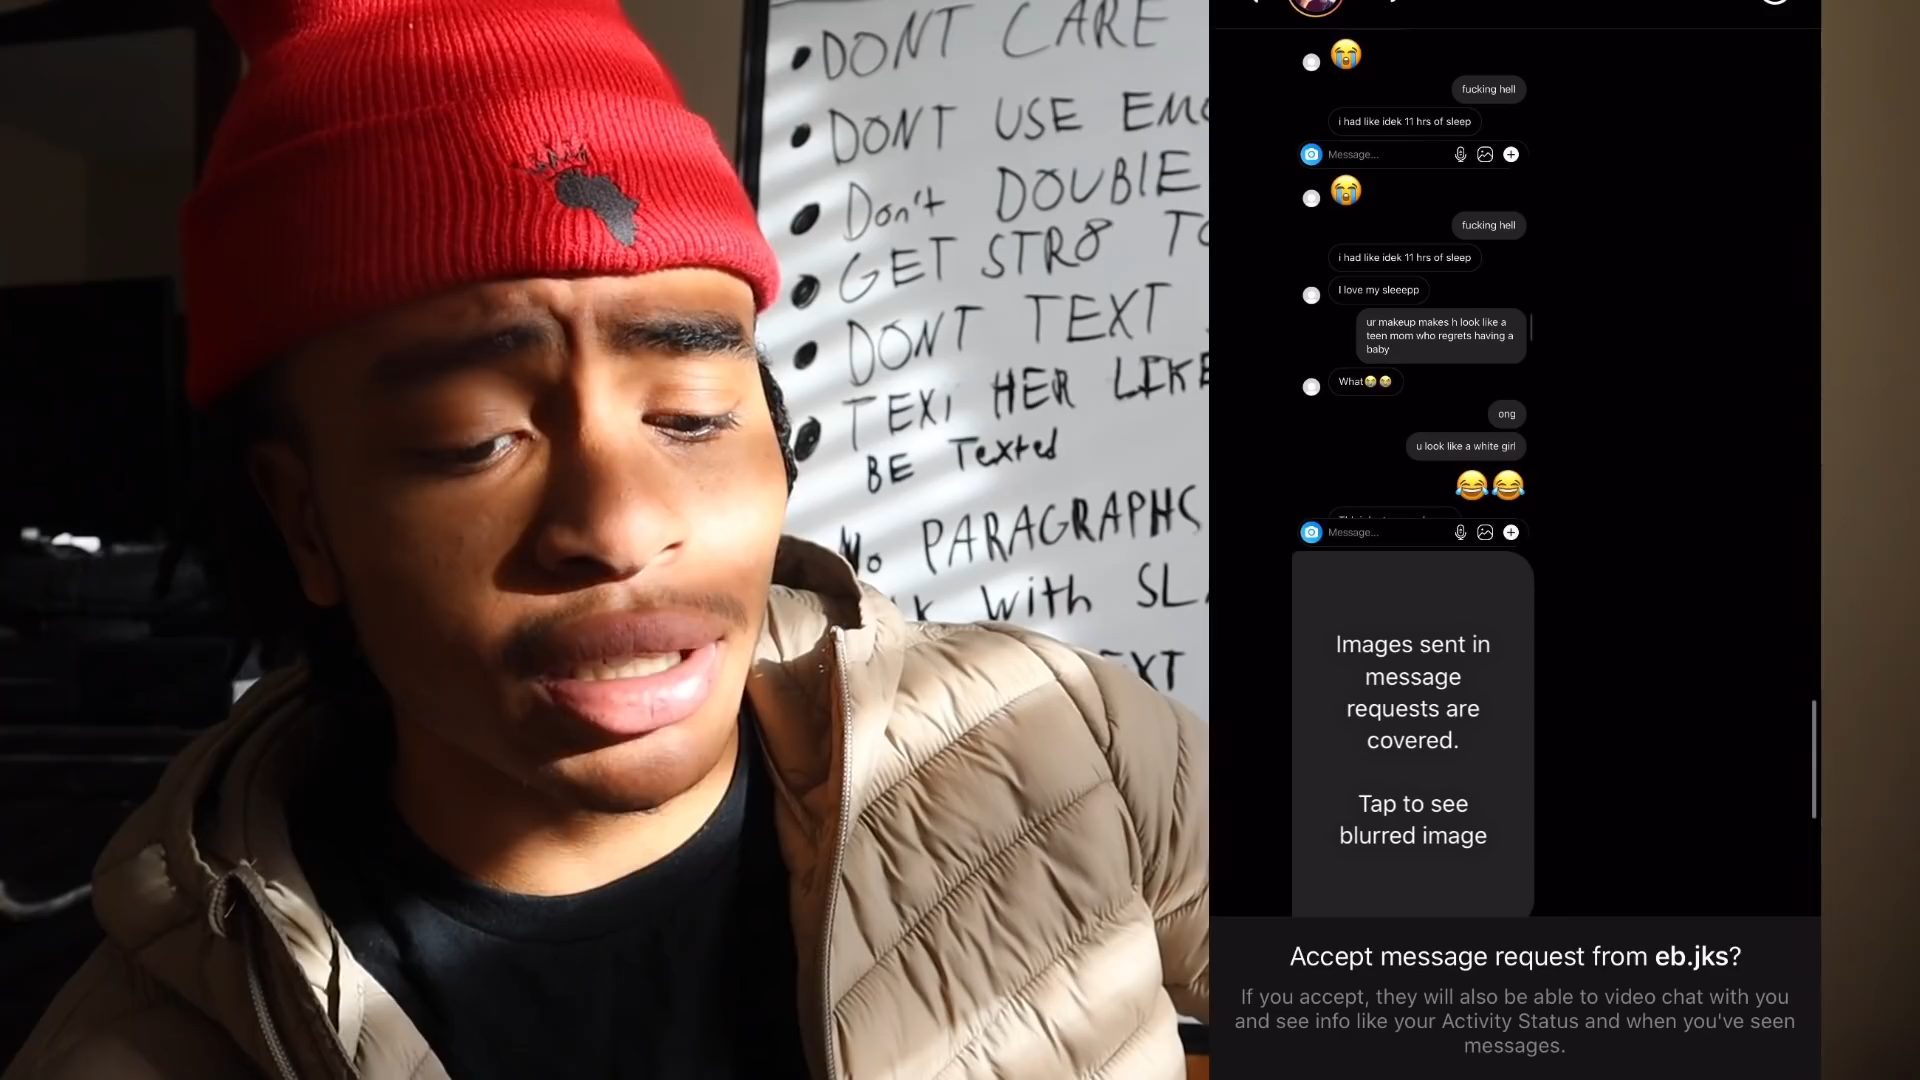 DONT CARE
DONT USE
Don't DOUBLE
GET STR8
DONT TEXT
TEXT HER LIKE
BE Texted
No PARAGRAPHS
with
fucking hell
i had like idek 11 hrs of sleep
Message...
fucking hell
i had like idek 11 hrs of sleep
I love my sleeepp
ur makeup makes h look like a
teen mom who regrets having a
baby
What
ong
u look like a white girl
Message...
Images sent in
message
requests are
covered.
Tap to see
blurred image
Accept message request from eb.jks?
If you accept, they will also be able to video chat with you
and see info like your Activity Status and when you've seen
messages.